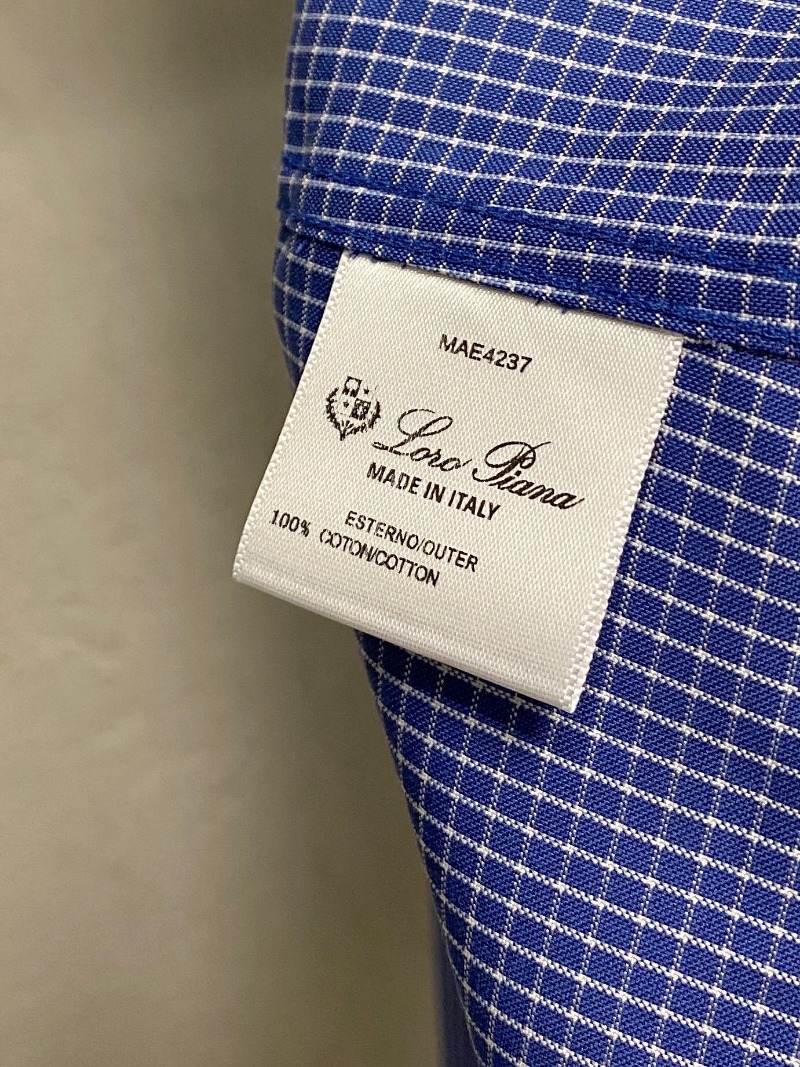 MAE4237
Loro Piana
MADE IN ITALY
ESTERNO/OUTER
100% COTON/COTTON